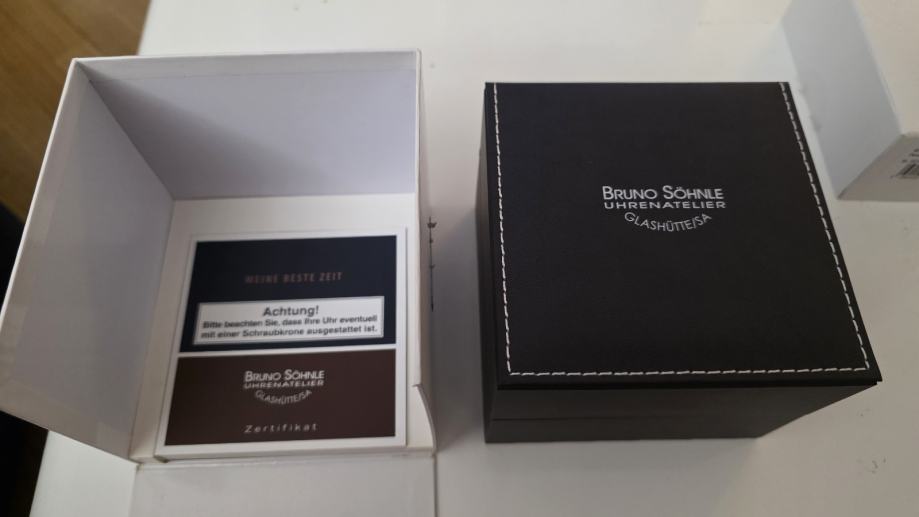 MEINE BESTE ZEIT
Achtung!
Bitte beachten Sie, dass Ihre Uhr eventuell
mit einer Schraubkrone ausgestattet ist.
BRUNO SÖHNLE
UHRENATELIER
GLASHÜTTE/SA
Zertifikat
BRUNO SÖHNLE
UHRENATELIER
GLASHÜTTE/SA